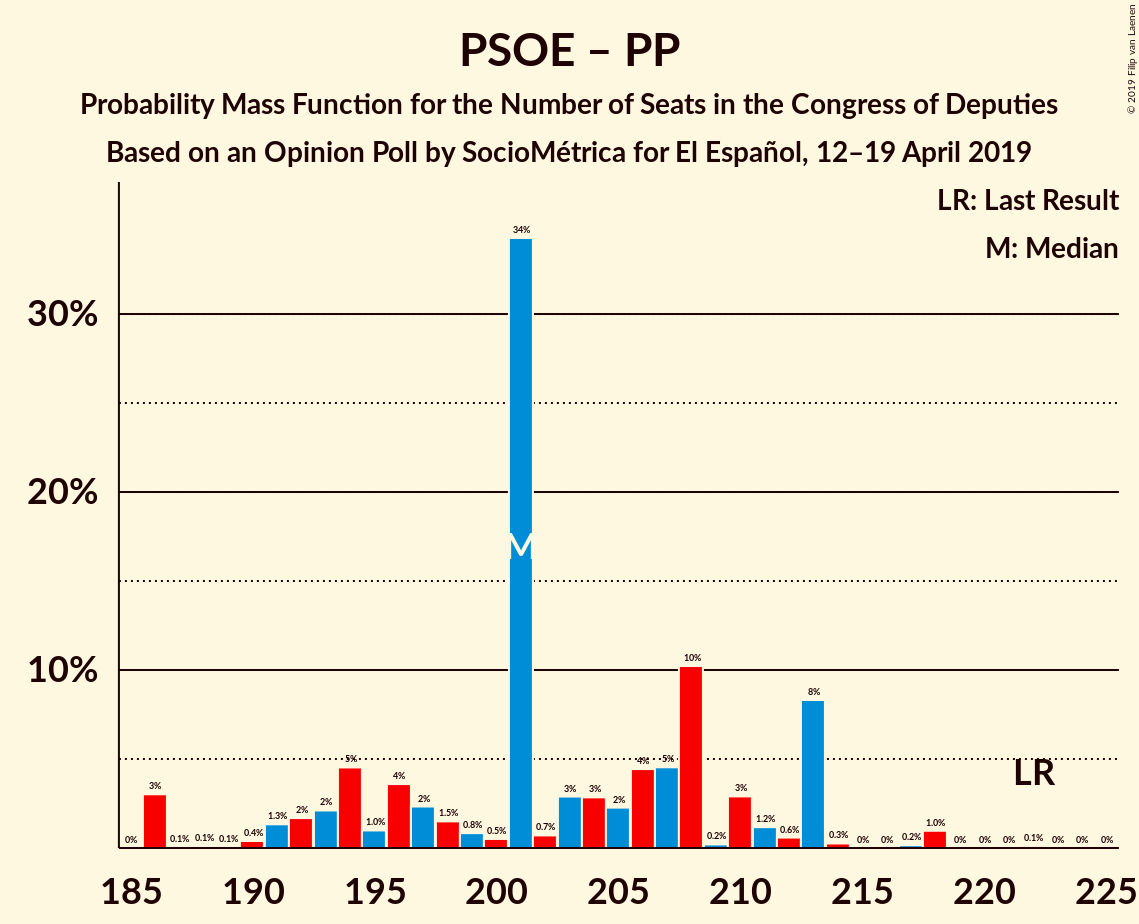 PSOE – PP
Probability Mass Function for the Number of Seats in the Congress of Deputies
Based on an Opinion Poll by SocioMétrica for El Español, 12–19 April 2019
© 2019 Filip van Laenen
LR: Last Result
M: Median
30%
20%
10%
0% 3% 0.1% 0.1% 0.1% 0.4% 1.3% 2% 2% 5% 1.0% 4% 2% 1.5% 0.8% 0.5% 34% 0.7% 3% 3% 2% 4% 5% 10% 0.2% 3% 1.2% 0.6% 8% 0.3% 0% 0% 0.2% 1.0% 0% 0% 0% 0.1% 0% 0% 0%
M
LR
185 190 195 200 205 210 215 220 225